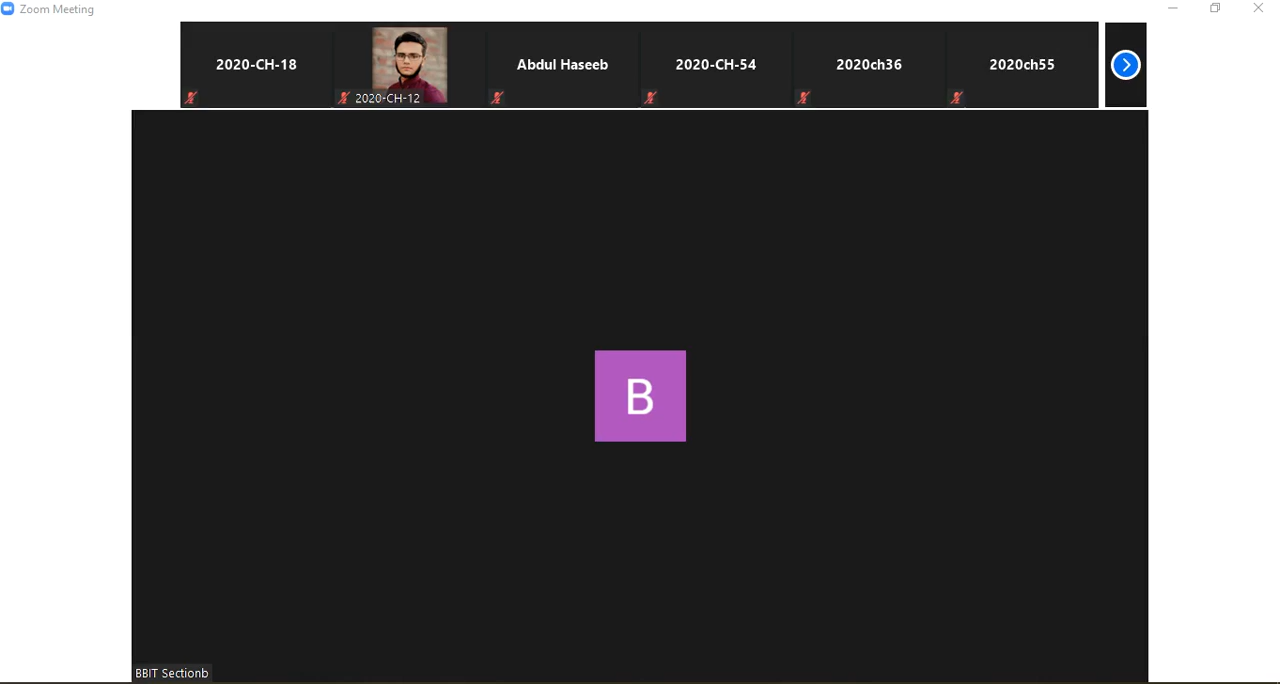 Zoom Meeting
2020-CH-18
2020-CH-12
Abdul Haseeb
2020-CH-54
2020ch36
2020ch55
B
BBIT Sectionb